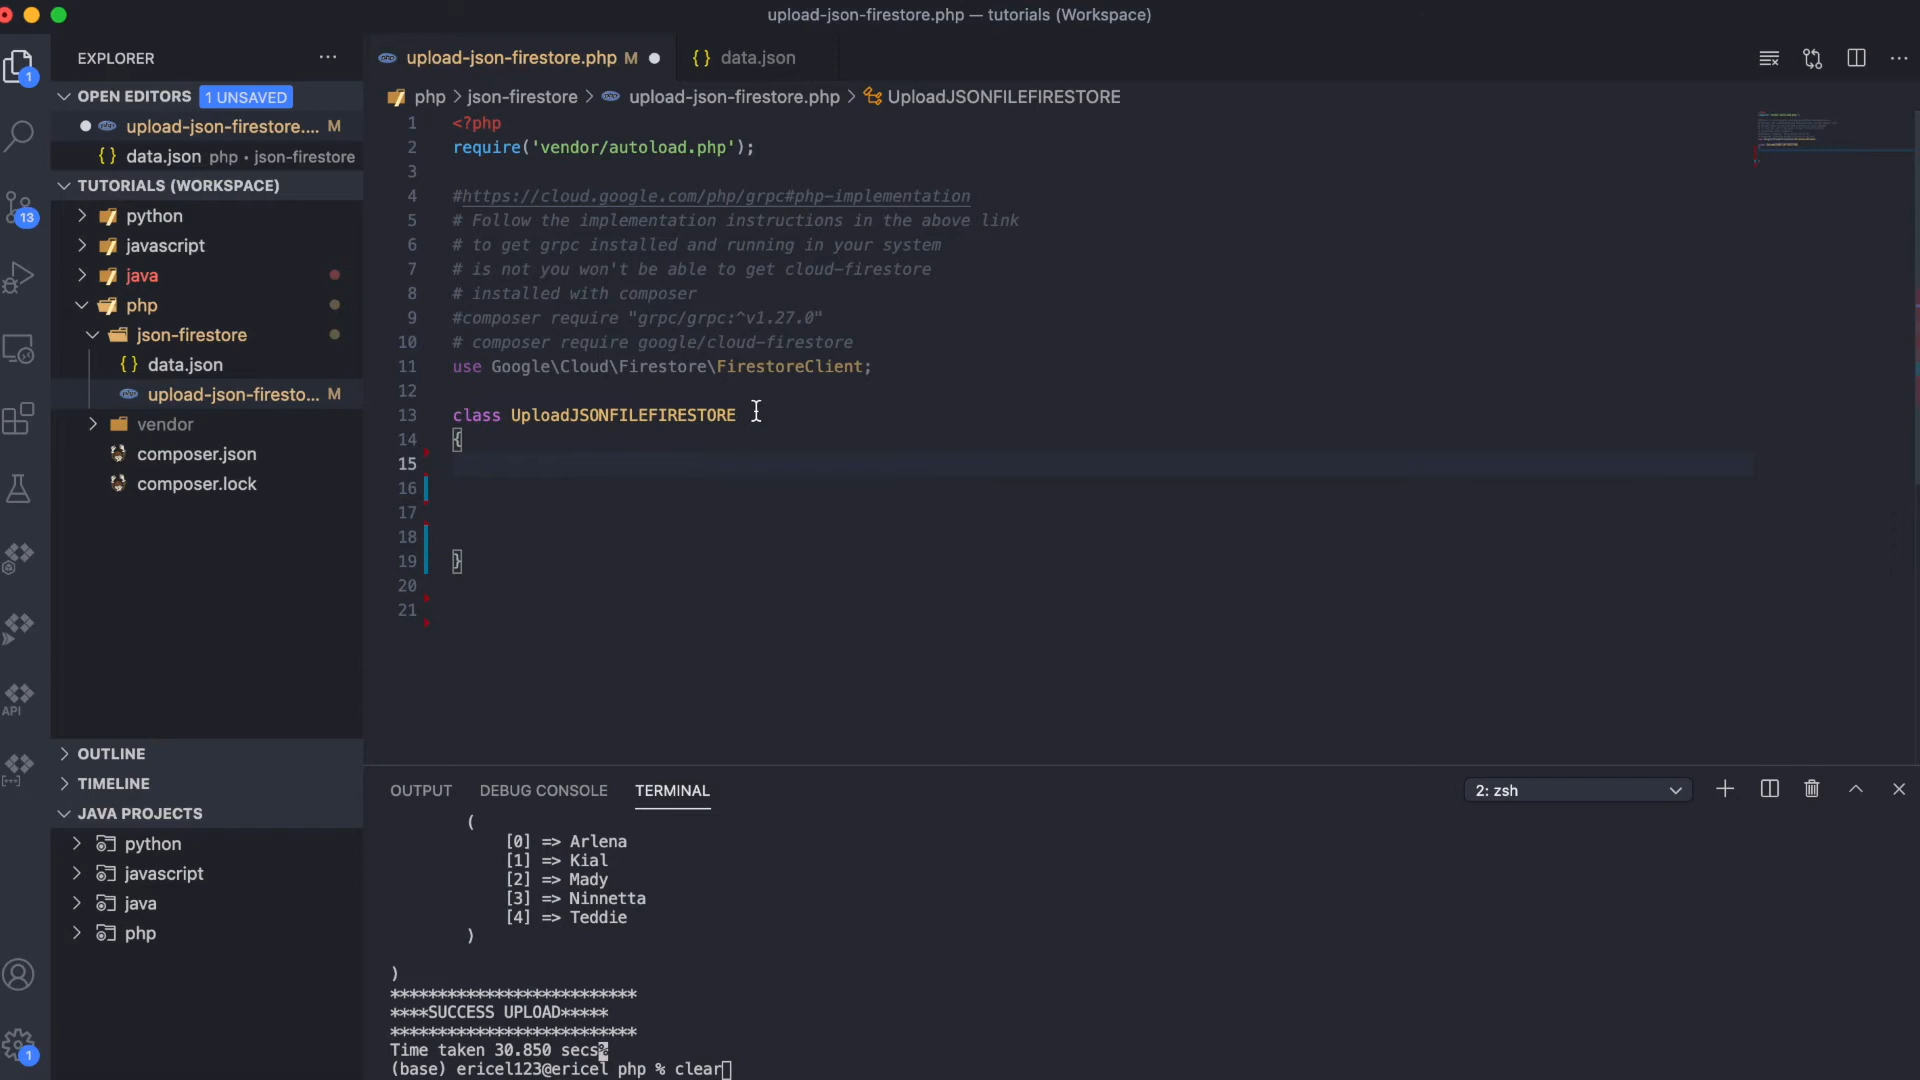 upload-json-firestore.php — tutorials (Workspace)
EXPLORER
upload-json-firestore.php M
{} data.json
1
OPEN EDITORS 1 UNSAVED
upload-json-firestore.... M
{} data.json php • json-firestore
php > json-firestore > upload-json-firestore.php > UploadJSONFILEFIRESTORE
TUTORIALS (WORKSPACE)
13
python
javascript
java
php
json-firestore
{} data.json
upload-json-firesto... M
vendor
composer.json
composer.lock
API
OUTLINE
TIMELINE
JAVA PROJECTS
python
javascript
java
php
1
1 <?php
2 require('vendor/autoload.php');
3
4 #https://cloud.google.com/php/grpc#php-implementation
5 # Follow the implementation instructions in the above link
6 # to get grpc installed and running in your system
7 # is not you won't be able to get cloud-firestore
8 # installed with composer
9 #composer require "grpc/grpc:^v1.27.0"
10 # composer require google/cloud-firestore
11 use Google\Cloud\Firestore\FirestoreClient;
12
13 class UploadJSONFILEFIRESTORE
14 {
15
16
17
18
19 }
20
21
OUTPUT DEBUG CONSOLE TERMINAL
2: zsh
(
[0] => Arlena
[1] => Kial
[2] => Mady
[3] => Ninnetta
[4] => Teddie
)
)
**************************
****SUCCESS UPLOAD*****
**************************
Time taken 30.850 secs%
(base) ericel123@ericel php % clear